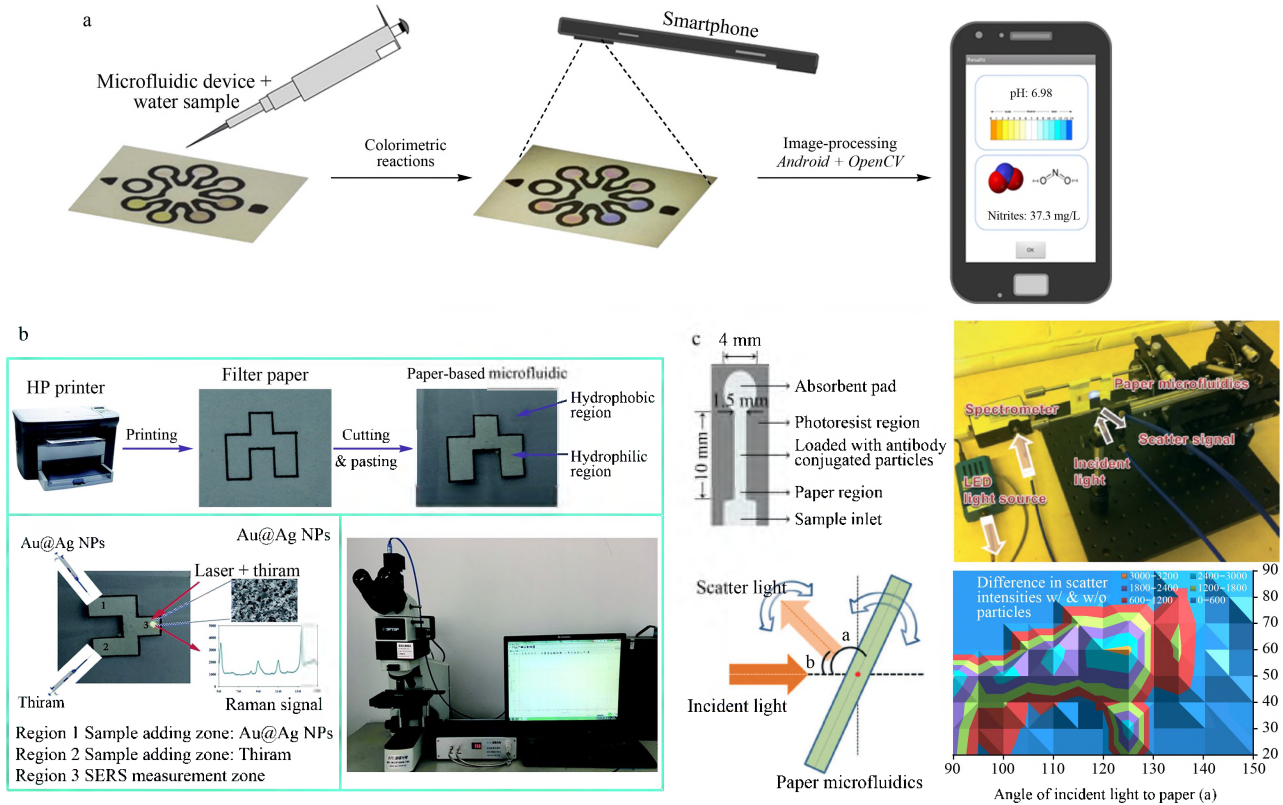 a
Microfluidic device +
water sample
Colorimetric
reactions
Smartphone
Image-processing
Android + OpenCV
Results
pH: 6.98
O N O
Nitrites: 37.3 mg/L
OK
b
HP printer
Printing
Filter paper
Cutting
& pasting
Paper-based microfluidic
Hydrophobic
region
Hydrophilic
region
Au@Ag NPs
Au@Ag NPs
Laser + thiram
1
2
3
Thiram
Raman signal
Region 1 Sample adding zone: Au@Ag NPs
Region 2 Sample adding zone: Thiram
Region 3 SERS measurement zone
c
4 mm
1.5 mm
10 mm
Absorbent pad
Photoresist region
Loaded with antibody
conjugated particles
Paper region
Sample inlet
Paper microfluidics
Spectrometer
Scatter signal
Incident
light
LED
light source
Scatter light
a
b
Incident
light
Paper microfluidics
Difference in scatter
intensities w/ & w/o
particles
3000-3200 2400-3000
1800-2400 1200-1800
600-1200 0-600
90
80
70
60
50
40
30
20
90 100 110 120 130 140 150
Angle of incident light to paper (a)